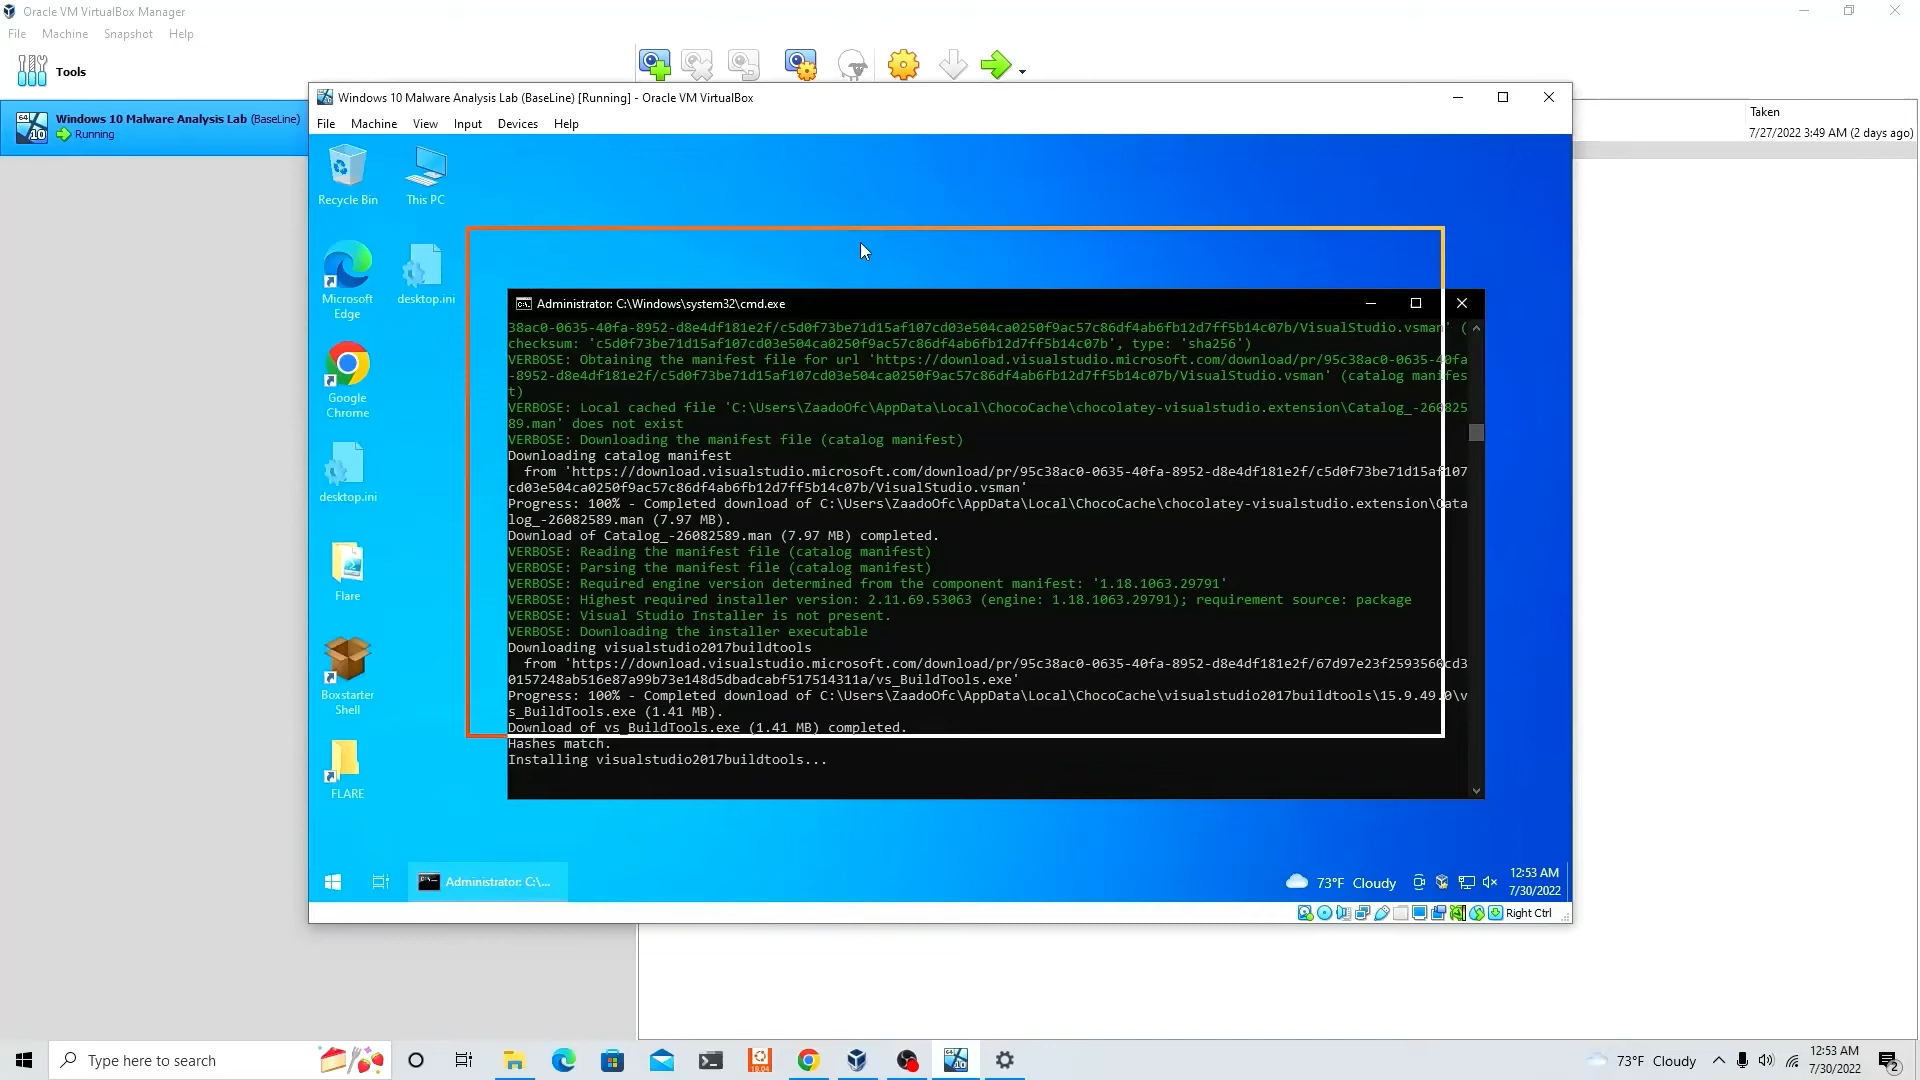 Oracle VM VirtualBox Manager
File Machine Snapshot Help
Tools
Windows 10 Malware Analysis Lab (BaseLine)
Running
Taken
7/27/2022 3:49 AM (2 days ago)
Windows 10 Malware Analysis Lab (BaseLine) [Running] - Oracle VM VirtualBox
File Machine View Input Devices Help
Recycle Bin
This PC
Microsoft
Edge
desktop.ini
Google
Chrome
desktop.ini
Flare
Boxstarter
Shell
FLARE
Administrator: C:\Windows\system32\cmd.exe
38ac0-0635-40fa-8952-d8e4df181e2f/c5d0f73be71d15af107cd03e504ca0250f9ac57c86df4ab6fb12d7ff5b14c07b/VisualStudio.vsman' (
checksum: 'c5d0f73be71d15af107cd03e504ca0250f9ac57c86df4ab6fb12d7ff5b14c07b', type: 'sha256')
VERBOSE: Obtaining the manifest file for url 'https://download.visualstudio.microsoft.com/download/pr/95c38ac0-0635-40fa
-8952-d8e4df181e2f/c5d0f73be71d15af107cd03e504ca0250f9ac57c86df4ab6fb12d7ff5b14c07b/VisualStudio.vsman' (catalog manifes
t)
VERBOSE: Local cached file 'C:\Users\ZaadoOfc\AppData\Local\ChocoCache\chocolatey-visualstudio.extension\Catalog_-260825
89.man' does not exist
VERBOSE: Downloading the manifest file (catalog manifest)
Downloading catalog manifest
from 'https://download.visualstudio.microsoft.com/download/pr/95c38ac0-0635-40fa-8952-d8e4df181e2f/c5d0f73be71d15af107
cd03e504ca0250f9ac57c86df4ab6fb12d7ff5b14c07b/VisualStudio.vsman'
Progress: 100% - Completed download of C:\Users\ZaadoOfc\AppData\Local\ChocoCache\chocolatey-visualstudio.extension\Cata
log_-26082589.man (7.97 MB).
Download of Catalog_-26082589.man (7.97 MB) completed.
VERBOSE: Reading the manifest file (catalog manifest)
VERBOSE: Parsing the manifest file (catalog manifest)
VERBOSE: Required engine version determined from the component manifest: '1.18.1063.29791'
VERBOSE: Highest required installer version: 2.11.69.53063 (engine: 1.18.1063.29791); requirement source: package
VERBOSE: Visual Studio Installer is not present.
VERBOSE: Downloading the installer executable
Downloading visualstudio2017buildtools
from 'https://download.visualstudio.microsoft.com/download/pr/95c38ac0-0635-40fa-8952-d8e4df181e2f/67d97e23f2593560cd3
0157248ab516e87a99b73e148d5dbadcabf517514311a/vs_BuildTools.exe'
Progress: 100% - Completed download of C:\Users\ZaadoOfc\AppData\Local\ChocoCache\visualstudio2017buildtools\15.9.49.0\v
s_BuildTools.exe (1.41 MB).
Download of vs_BuildTools.exe (1.41 MB) completed.
Hashes match.
Installing visualstudio2017buildtools...
Administrator: C:\...
73°F Cloudy
12:53 AM
7/30/2022
Right Ctrl
Type here to search
18.04
73°F Cloudy
12:53 AM
7/30/2022
2